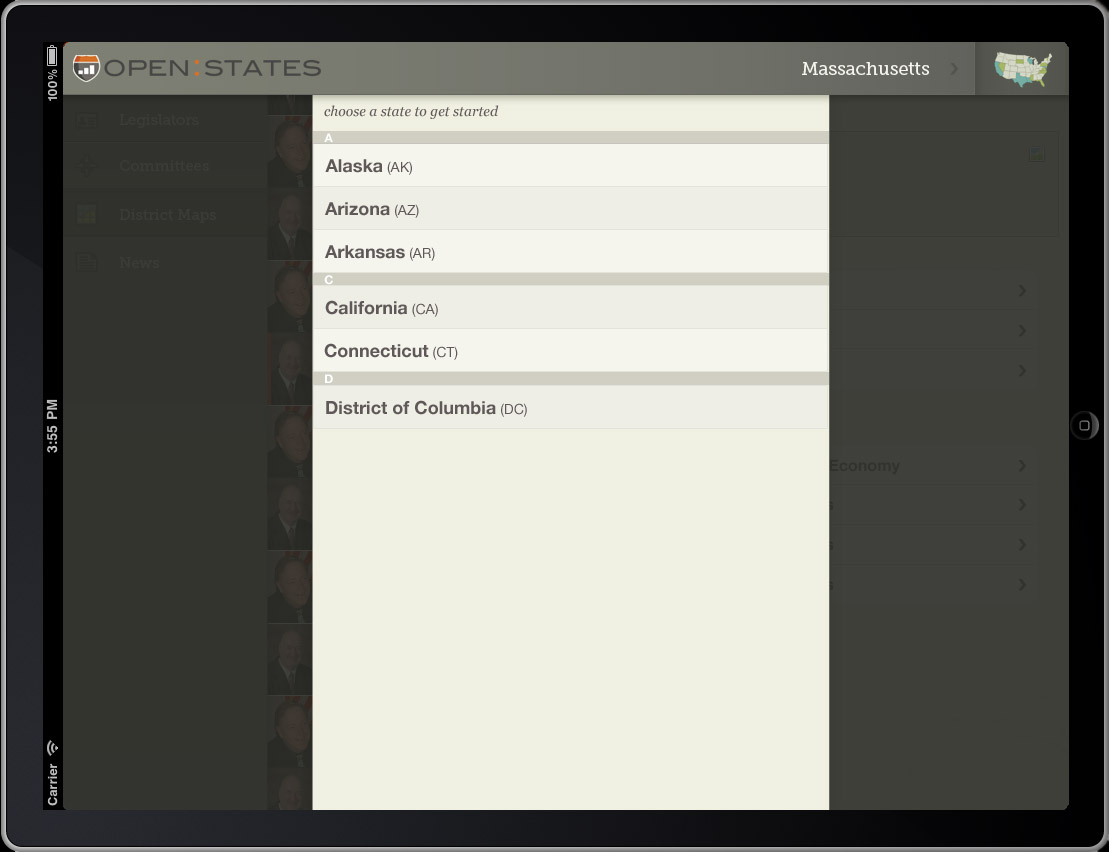 100%
3:55 PM
Carrier
OPEN:STATES
Massachusetts
Legislators
Committees
District Maps
News
choose a state to get started
A
Alaska (AK)
Arizona (AZ)
Arkansas (AR)
C
California (CA)
Connecticut (CT)
D
District of Columbia (DC)
Economy
s
s
s